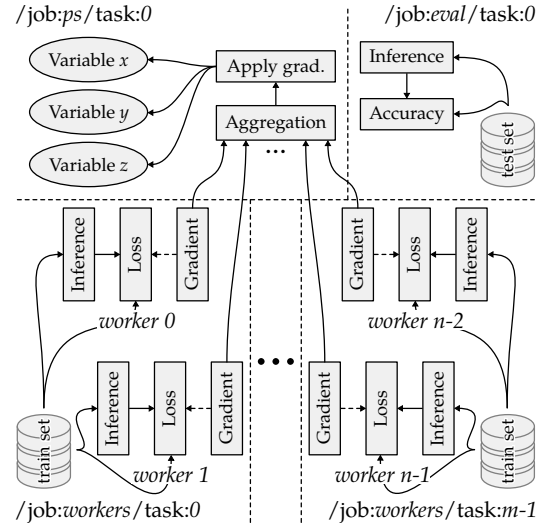 /job:ps/task:0
/job:eval/task:0
Variable x
Apply grad.
Inference
Variable y
Aggregation
Accuracy
Variable z
...
test set
Inference
Loss
Gradient
Gradient
Loss
Inference
worker 0
worker n-2
...
Inference
Loss
Gradient
Gradient
Loss
Inference
train set
train set
worker 1
worker n-1
/job:workers/task:0
/job:workers/task:m-1